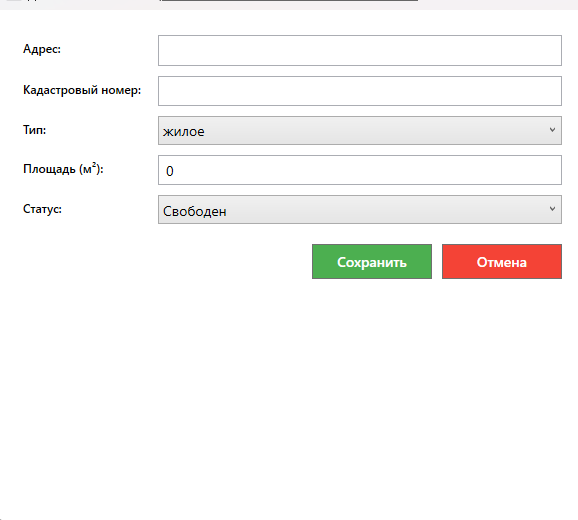 Адрес:
Кадастровый номер:
Тип: жилое
Площадь (м²): 0
Статус: Свободен
Сохранить Отмена